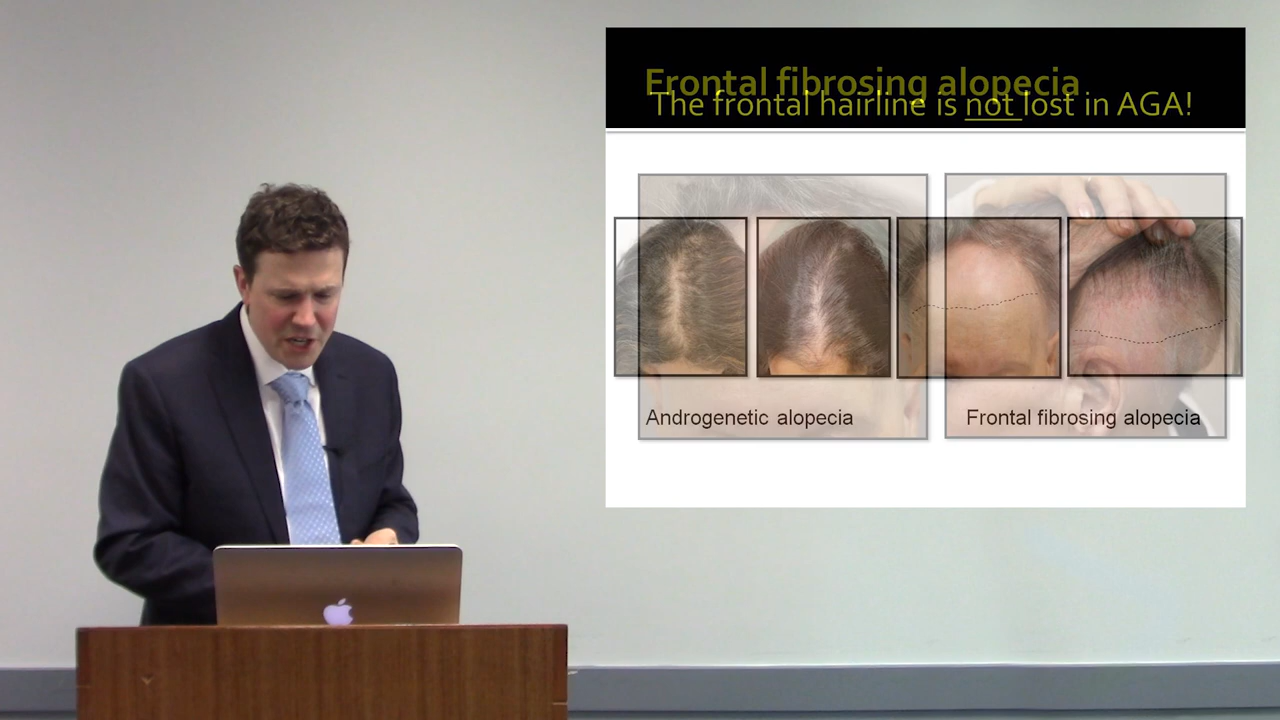 Frontal fibrosing alopecia
The frontal hairline is not lost in AGA!
Androgenetic alopecia
Frontal fibrosing alopecia